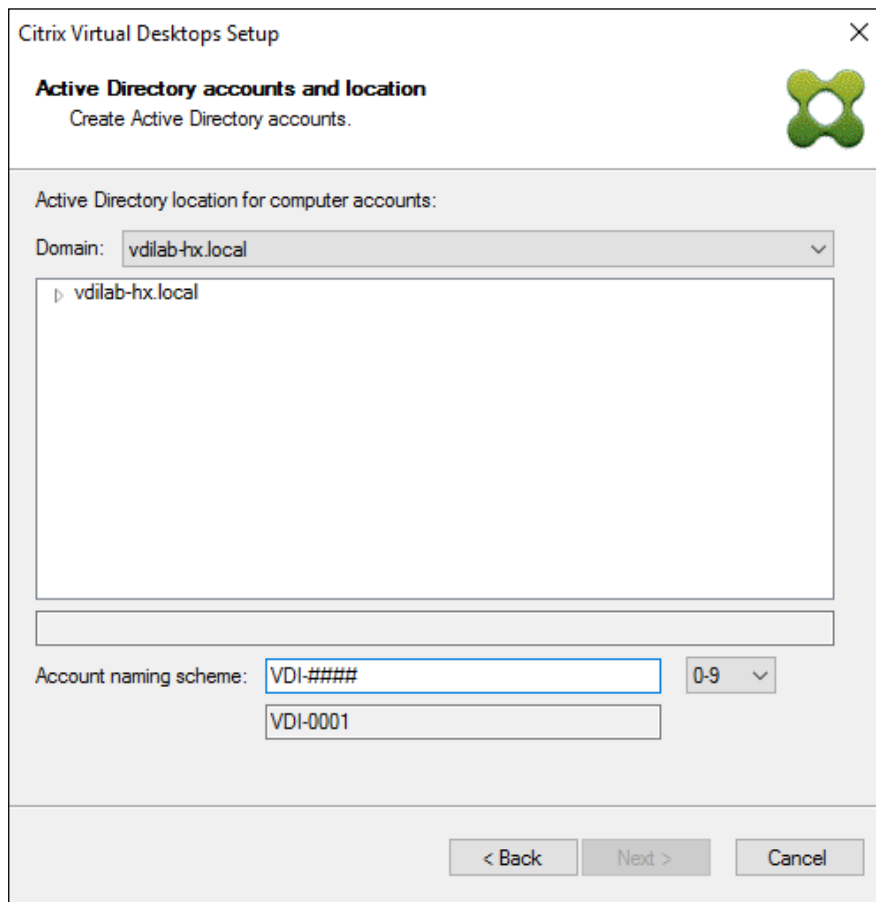 Citrix Virtual Desktops Setup
Active Directory accounts and location
Create Active Directory accounts.
Active Directory location for computer accounts:
Domain: vdilab-hx.local
vdilab-hx.local
Account naming scheme: VDI-#### 0-9
VDI-0001
< Back Next > Cancel